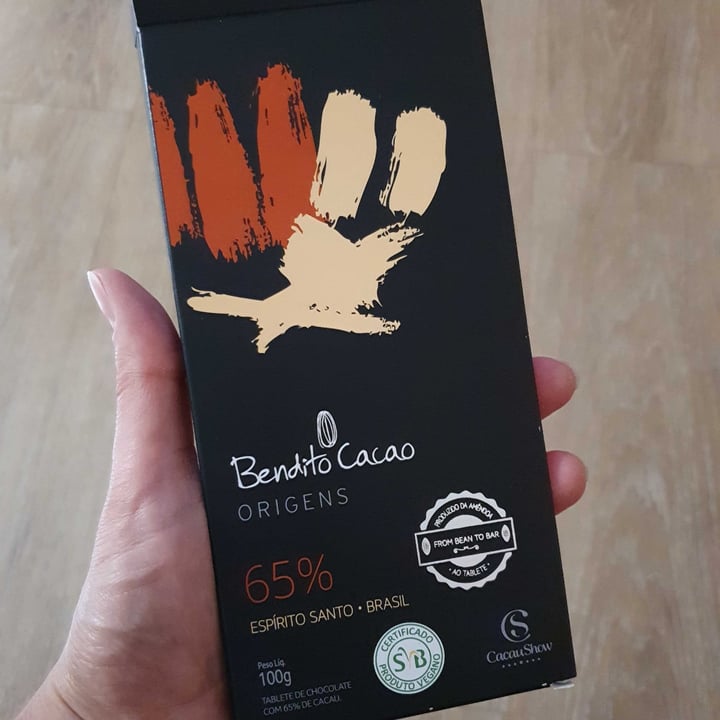 Bendito Cacao
ORIGENS
PRODUZIDO DA AMÊNDOA
FROM BEAN TO BAR
• AO TABLETE •
65%
ESPÍRITO SANTO • BRASIL
CERTIFICADO
SVB
PRODUTO VEGANO
CS
CacauShow
Peso Líq.
100g
TABLETE DE CHOCOLATE
COM 65% DE CACAU.